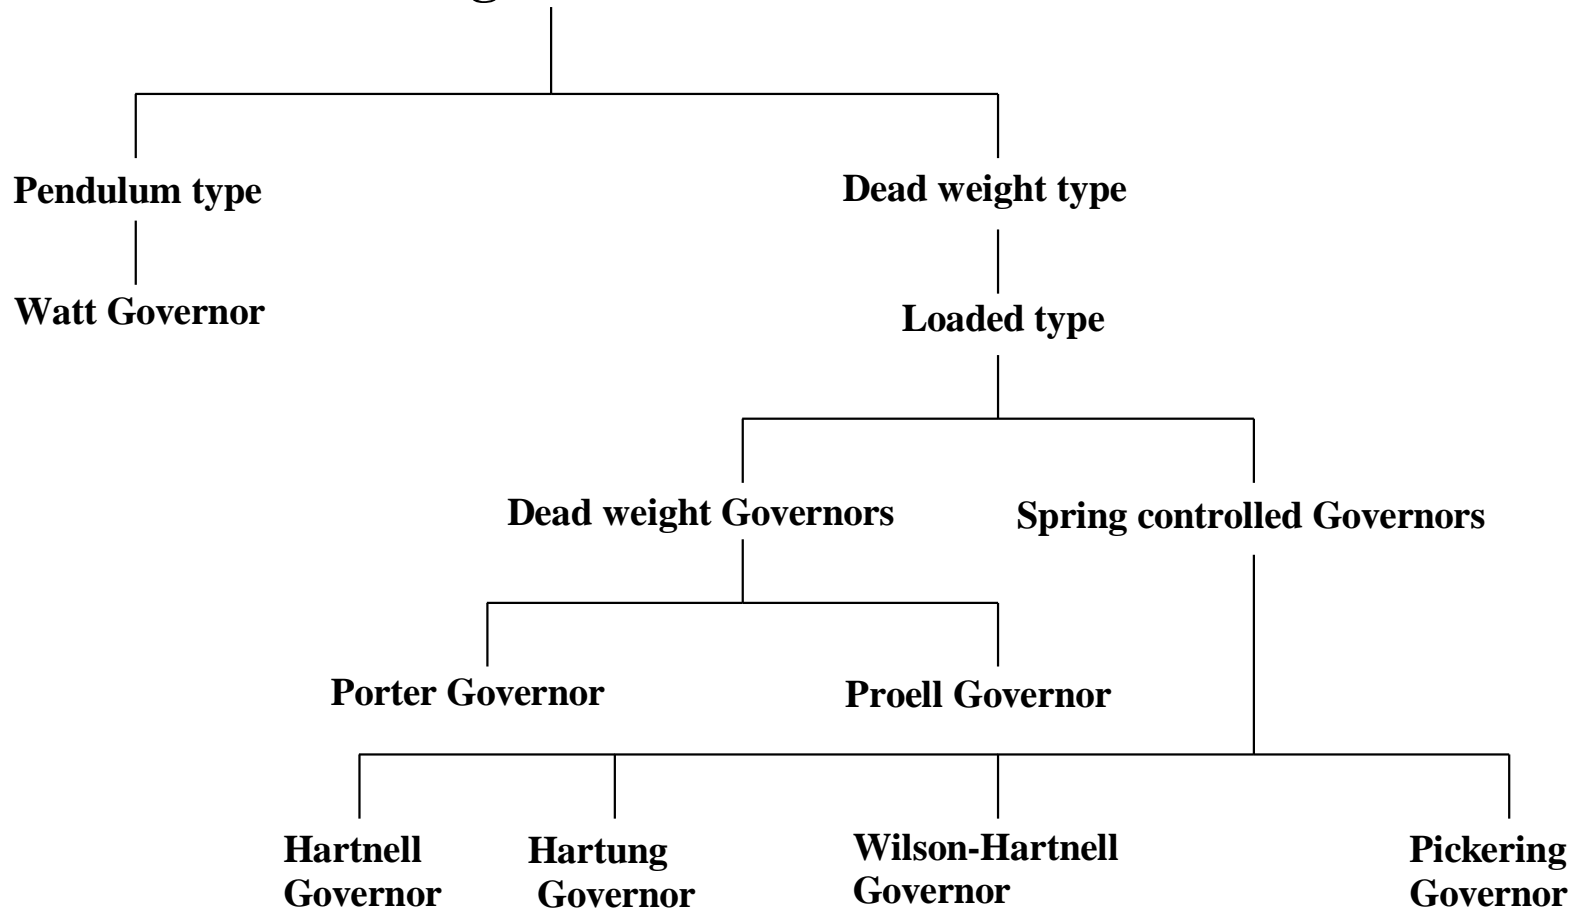 Pendulum type
Dead weight type
Watt Governor
Loaded type
Dead weight Governors
Spring controlled Governors
Porter Governor
Proell Governor
Hartnell
Governor
Hartung
Governor
Wilson-Hartnell
Governor
Pickering
Governor